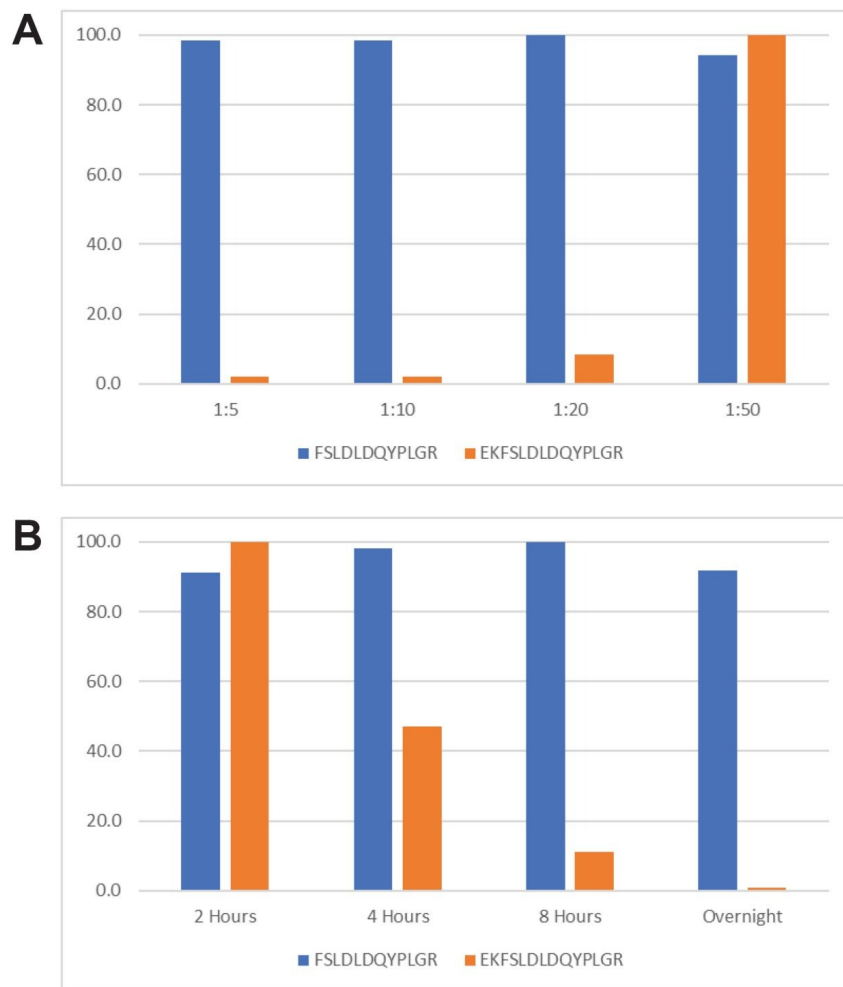 A
100.0
80.0
60.0
40.0
20.0
0.0
1:5 1:10 1:20 1:50
FSLDLDQYPLGR EKFSLDLDQYPLGR
B
100.0
80.0
60.0
40.0
20.0
0.0
2 Hours 4 Hours 8 Hours Overnight
FSLDLDQYPLGR EKFSLDLDQYPLGR